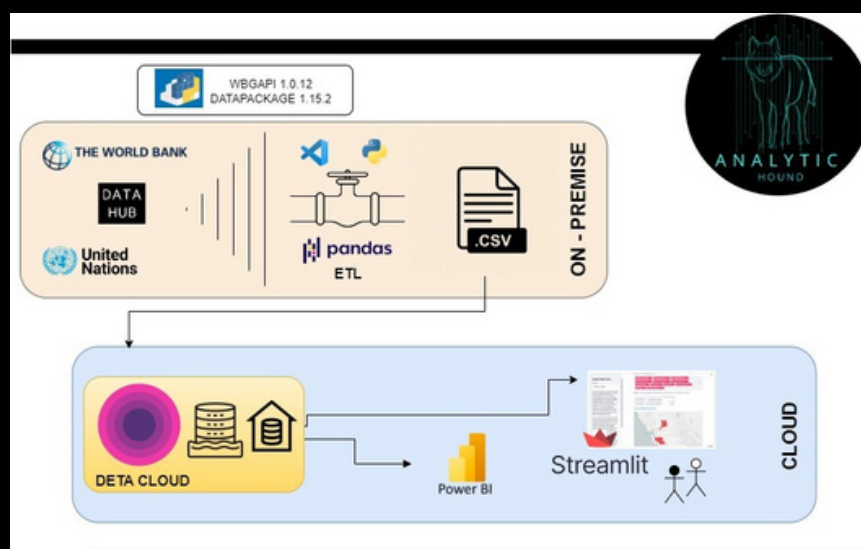 WBGAPI 1.0.12
DATAPACKAGE 1.15.2
ANALYTIC
HOUND
THE WORLD BANK
DATA
HUB
United
Nations
pandas
ETL
.CSV
ON - PREMISE
DETA CLOUD
Power BI
Streamlit
CLOUD